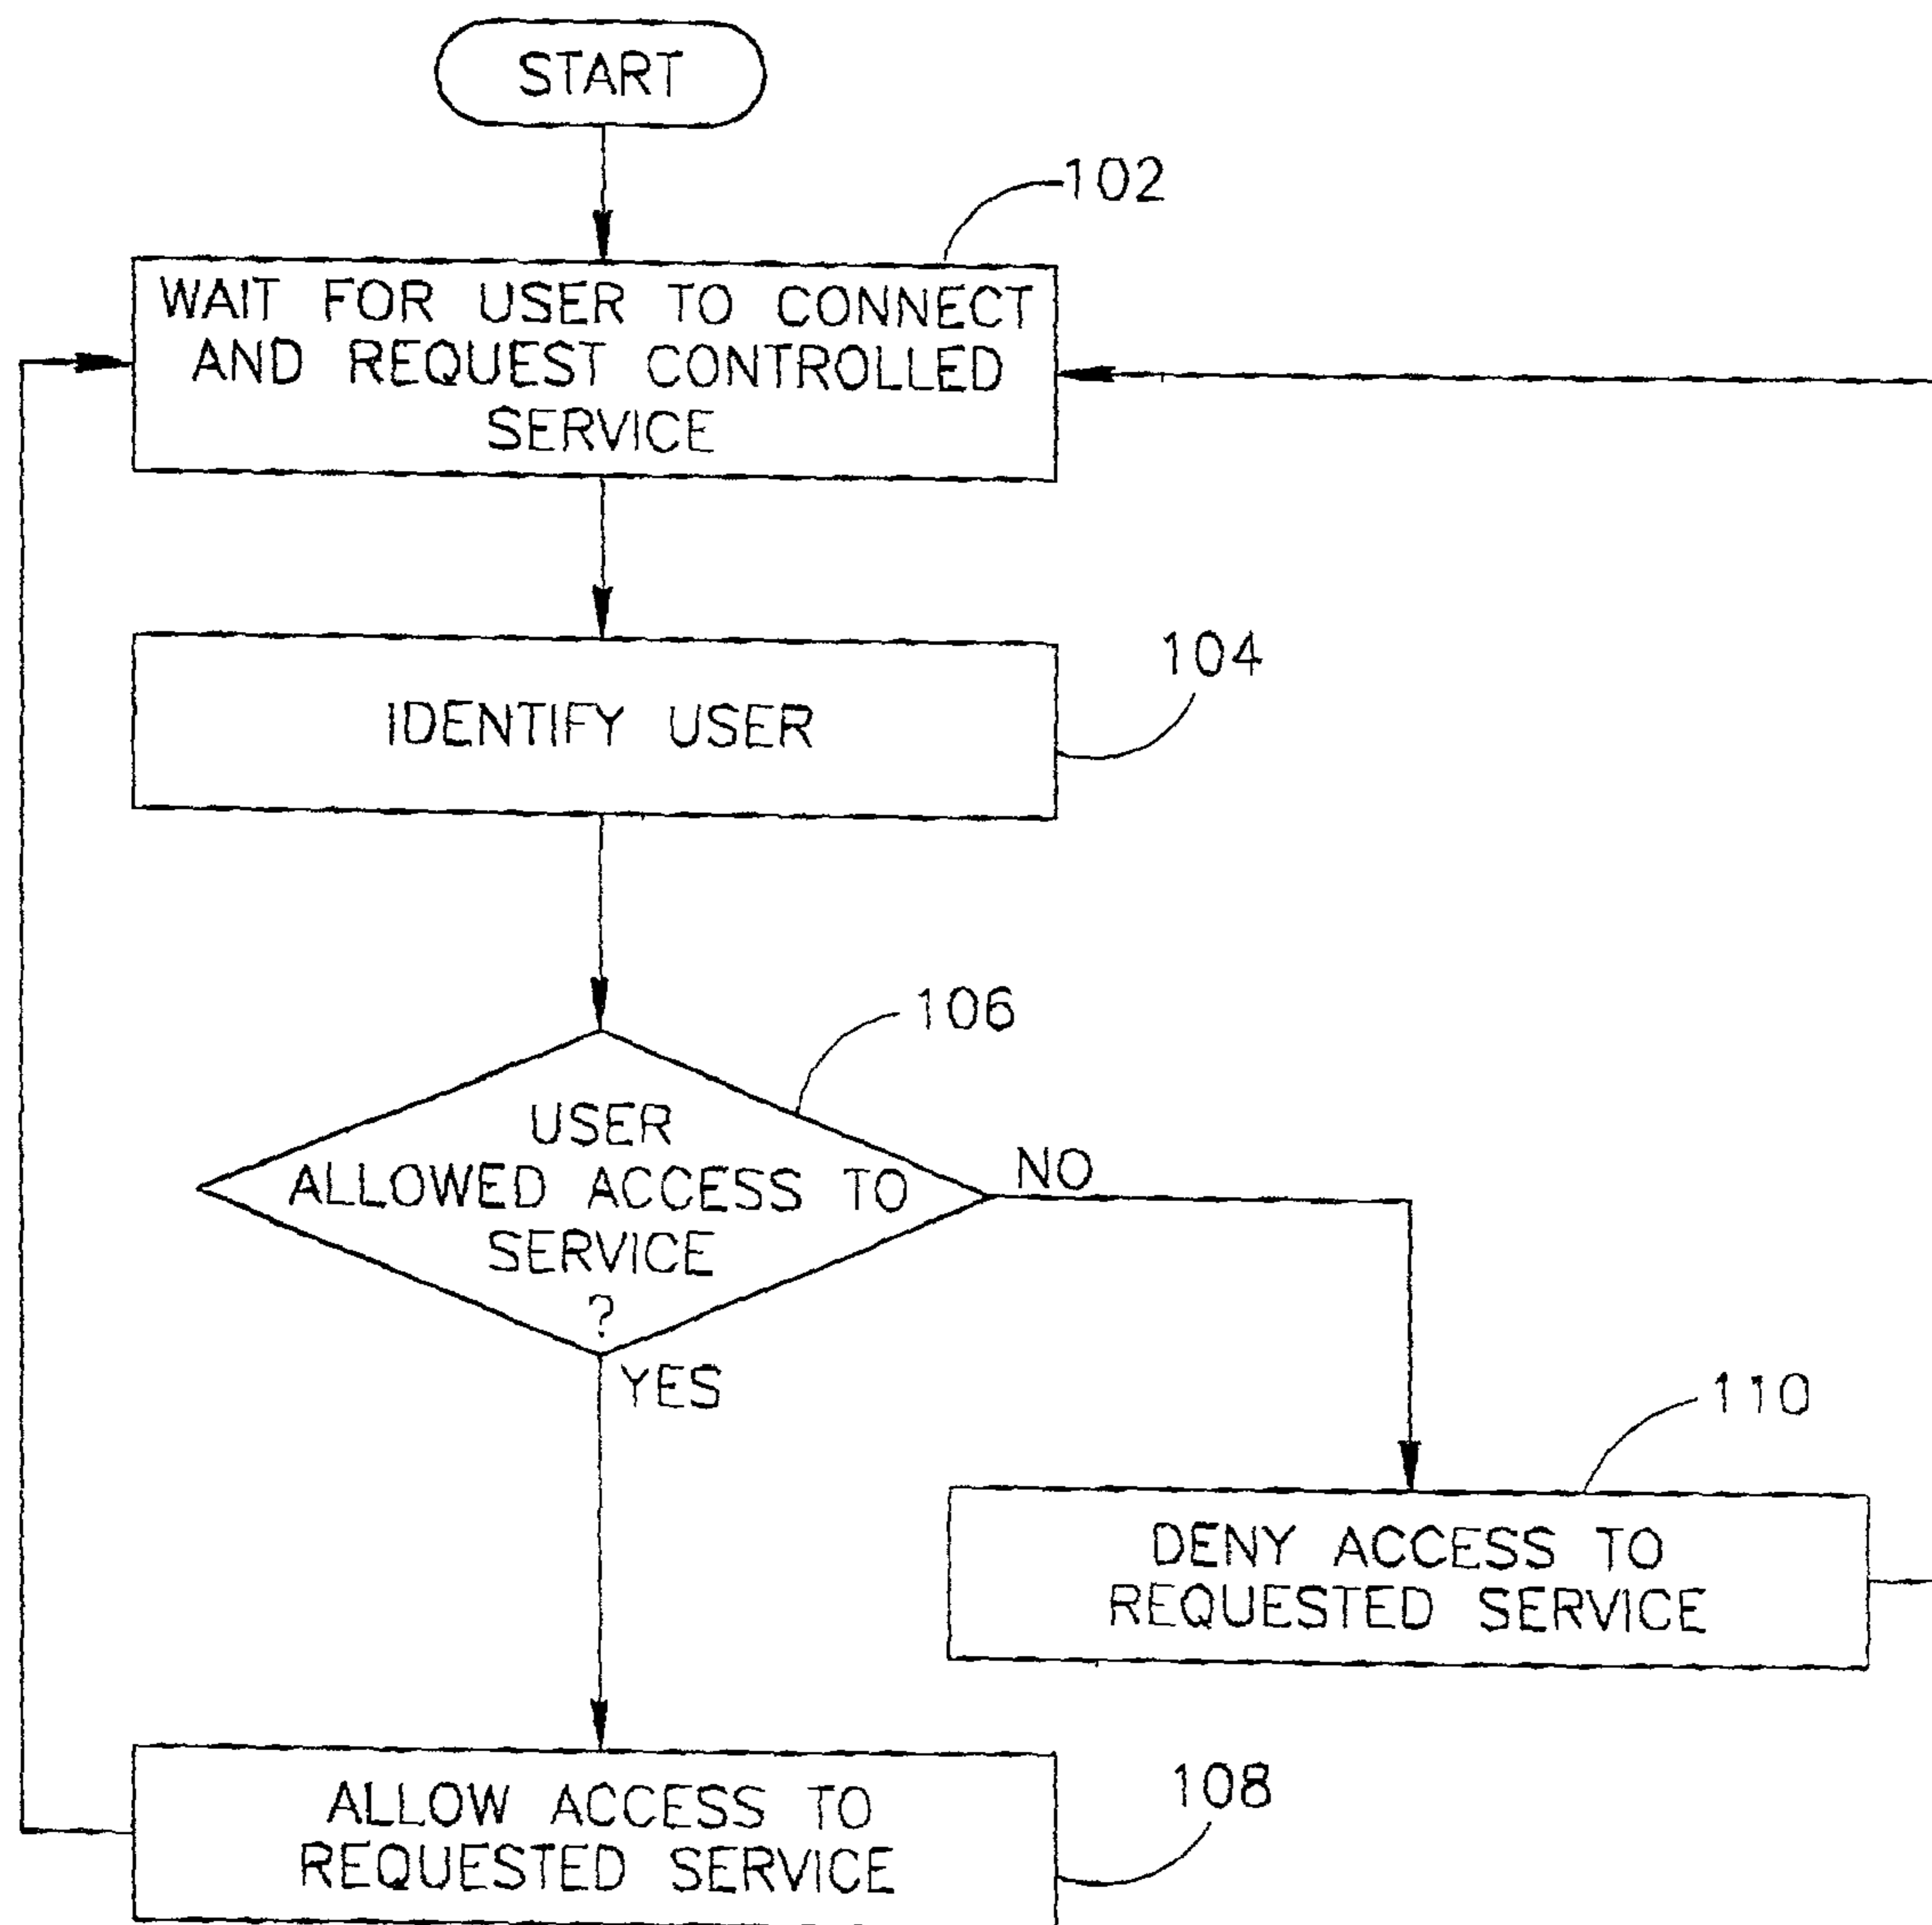 START
102
WAIT FOR USER TO CONNECT
AND REQUEST CONTROLLED
SERVICE
104
IDENTIFY USER
106
USER
ALLOWED ACCESS TO
SERVICE
?
NO
YES
110
DENY ACCESS TO
REQUESTED SERVICE
108
ALLOW ACCESS TO
REQUESTED SERVICE